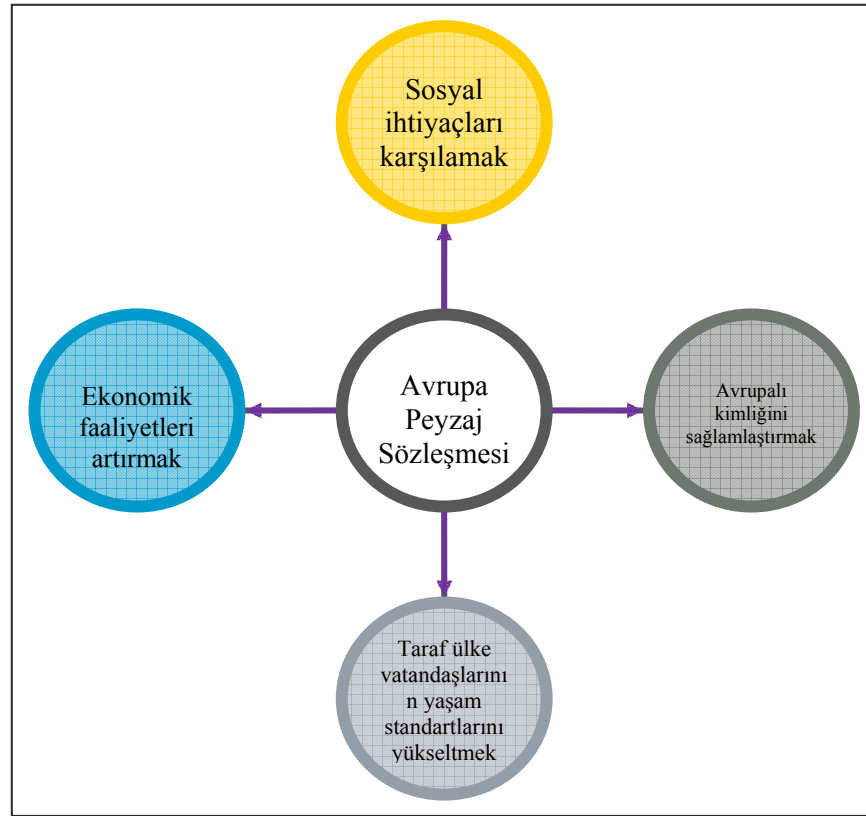 Sosyal
ihtiyaçları
karşılamak
Ekonomik
faaliyetleri
artırmak
Avrupa
Peyzaj
Sözleşmesi
Avrupalı
kimliğini
sağlamlaştırmak
Taraf ülke
vatandaşlarını
n yaşam
standartlarını
yükseltmek